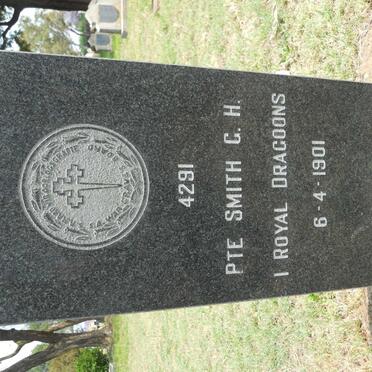 4291
PTE SMITH C. H.
1 ROYAL DRAGOONS
6-4-1901